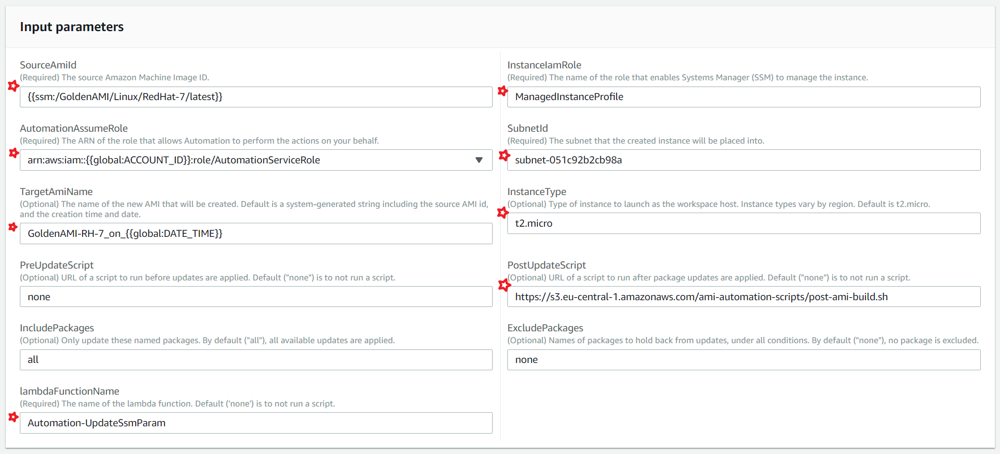 Input parameters
SourceAmiId
(Required) The source Amazon Machine Image ID.
{{ssm:/GoldenAMI/Linux/RedHat-7/latest}}
InstanceIamRole
(Required) The name of the role that enables Systems Manager (SSM) to manage the instance.
ManagedInstanceProfile
AutomationAssumeRole
(Required) The ARN of the role that allows Automation to perform the actions on your behalf.
arn:aws:iam::{{global:ACCOUNT_ID}}:role/AutomationServiceRole
SubnetId
(Required) The subnet that the created instance will be placed into.
subnet-051c92b2cb98a
TargetAmiName
(Optional) The name of the new AMI that will be created. Default is a system-generated string including the source AMI id,
and the creation time and date.
GoldenAMI-RH-7_on_{{global:DATE_TIME}}
InstanceType
(Optional) Type of instance to launch as the workspace host. Instance types vary by region. Default is t2.micro.
t2.micro
PreUpdateScript
(Optional) URL of a script to run before updates are applied. Default ("none") is to not run a script.
none
PostUpdateScript
(Optional) URL of a script to run after package updates are applied. Default ("none") is to not run a script.
https://s3.eu-central-1.amazonaws.com/ami-automation-scripts/post-ami-build.sh
IncludePackages
(Optional) Only update these named packages. By default ("all"), all available updates are applied.
all
ExcludePackages
(Optional) Names of packages to hold back from updates, under all conditions. By default ("none"), no package is excluded.
none
lambdaFunctionName
(Required) The name of the lambda function. Default ('none') is to not run a script.
Automation-UpdateSsmParam